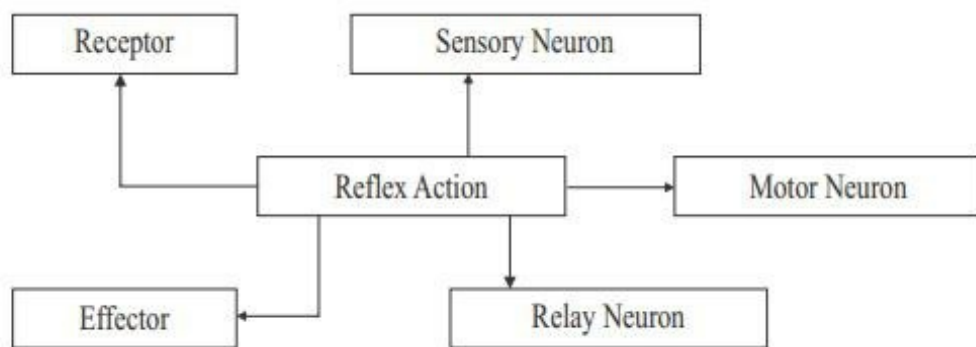 Receptor
Sensory Neuron
Reflex Action
Motor Neuron
Effector
Relay Neuron